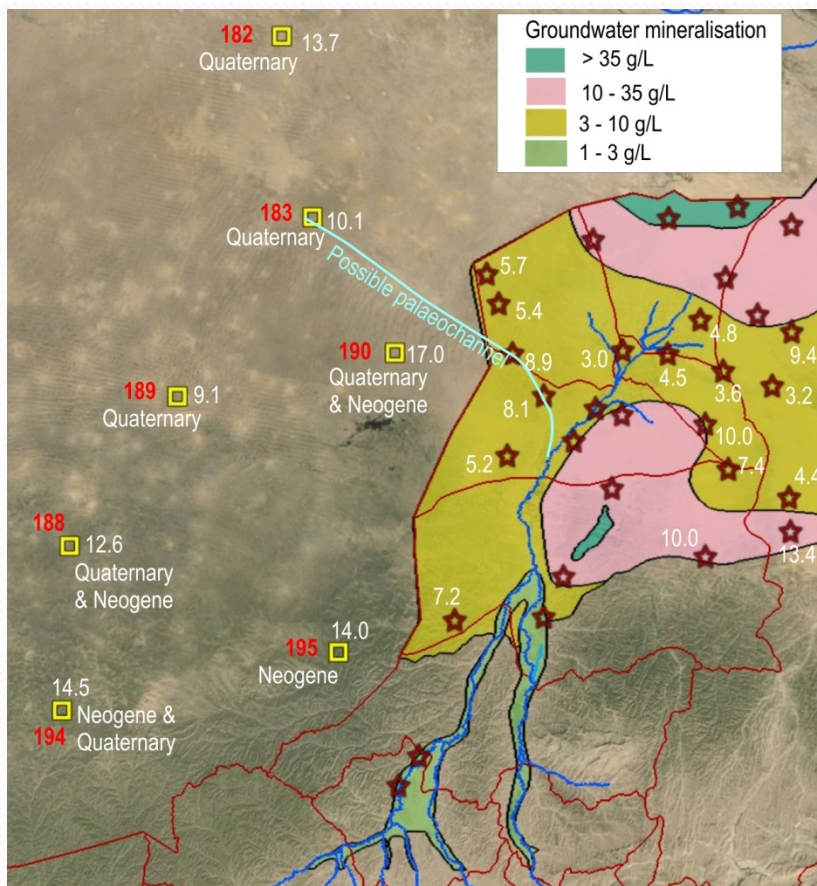 Groundwater mineralisation
> 35 g/L
10 - 35 g/L
3 - 10 g/L
1 - 3 g/L
182
13.7
Quaternary
183
10.1
Quaternary
Possible palaeochannel
190
17.0
Quaternary
& Neogene
189
9.1
Quaternary
188
12.6
Quaternary
& Neogene
195
14.0
Neogene
14.5
Neogene &
Quaternary
194
5.7
5.4
8.9
8.1
5.2
7.2
3.0
4.8
4.5
3.6
9.4
3.2
10.0
7.4
4.4
10.0
13.4